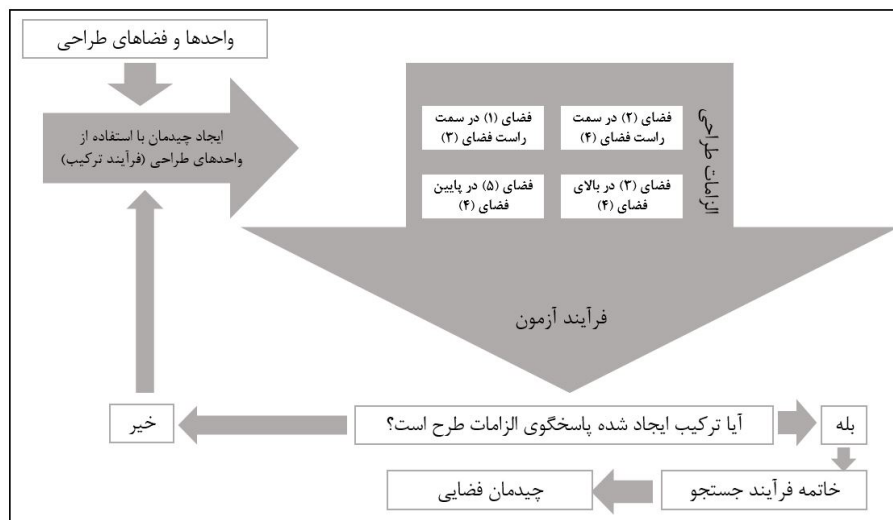 واحدها و فضاهای طراحی
ایجاد چیدمان با استفاده از
واحدهای طراحی (فرآیند ترکیب)
الزامات طراحی
فضای (۲) در سمت
راست فضای (۴)
فضای (۱) در سمت
راست فضای (۳)
فضای (۳) در بالای
فضای (۴)
فضای (۵) در پایین
فضای (۴)
فرآیند آزمون
آیا ترکیب ایجاد شده پاسخگوی الزامات طرح است؟
بله
خیر
خاتمه فرآیند جستجو
چیدمان فضایی